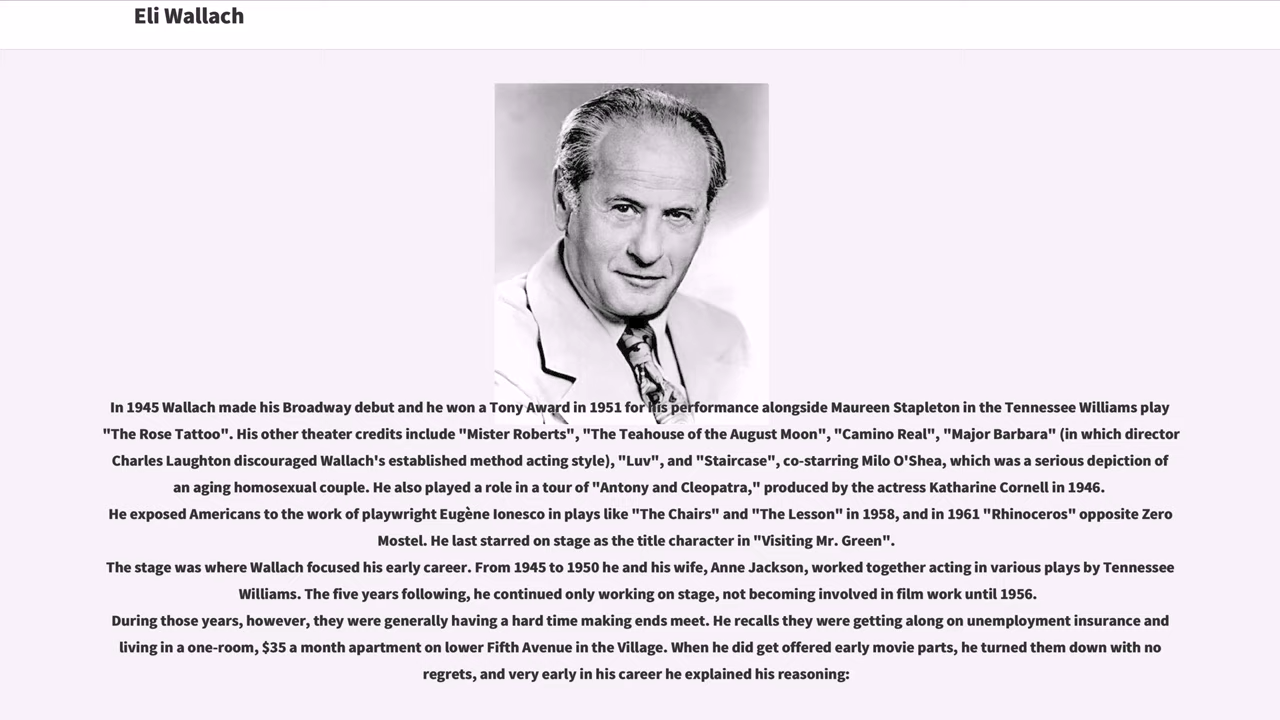 Eli Wallach
In 1945 Wallach made his Broadway debut and he won a Tony Award in 1951 for his performance alongside Maureen Stapleton in the Tennessee Williams play
"The Rose Tattoo". His other theater credits include "Mister Roberts", "The Teahouse of the August Moon", "Camino Real", "Major Barbara" (in which director
Charles Laughton discouraged Wallach's established method acting style), "Luv", and "Staircase", co-starring Milo O'Shea, which was a serious depiction of
an aging homosexual couple. He also played a role in a tour of "Antony and Cleopatra," produced by the actress Katharine Cornell in 1946.
He exposed Americans to the work of playwright Eugène Ionesco in plays like "The Chairs" and "The Lesson" in 1958, and in 1961 "Rhinoceros" opposite Zero
Mostel. He last starred on stage as the title character in "Visiting Mr. Green".
The stage was where Wallach focused his early career. From 1945 to 1950 he and his wife, Anne Jackson, worked together acting in various plays by Tennessee
Williams. The five years following, he continued only working on stage, not becoming involved in film work until 1956.
During those years, however, they were generally having a hard time making ends meet. He recalls they were getting along on unemployment insurance and
living in a one-room, $35 a month apartment on lower Fifth Avenue in the Village. When he did get offered early movie parts, he turned them down with no
regrets, and very early in his career he explained his reasoning: